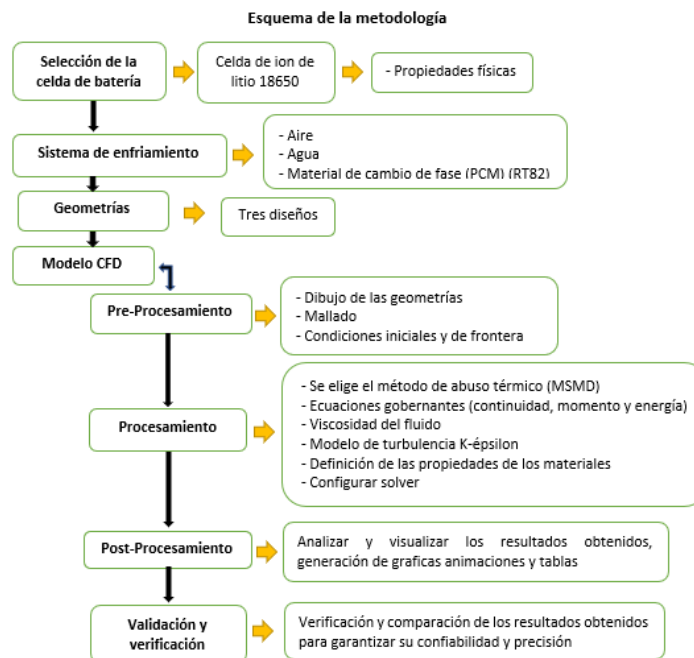 Esquema de la metodología
Selección de la
celda de batería
Celda de ion de
litio 18650
- Propiedades físicas
Sistema de enfriamiento
- Aire
- Agua
- Material de cambio de fase (PCM) (RT82)
Geometrías
Tres diseños
Modelo CFD
Pre-Procesamiento
- Dibujo de las geometrías
- Mallado
- Condiciones iniciales y de frontera
Procesamiento
- Se elige el método de abuso térmico (MSMD)
- Ecuaciones gobernantes (continuidad, momento y energía)
- Viscosidad del fluido
- Modelo de turbulencia K-épsilon
- Definición de las propiedades de los materiales
- Configurar solver
Post-Procesamiento
Analizar y visualizar los resultados obtenidos,
generación de graficas animaciones y tablas
Validación y
verificación
Verificación y comparación de los resultados obtenidos
para garantizar su confiabilidad y precisión